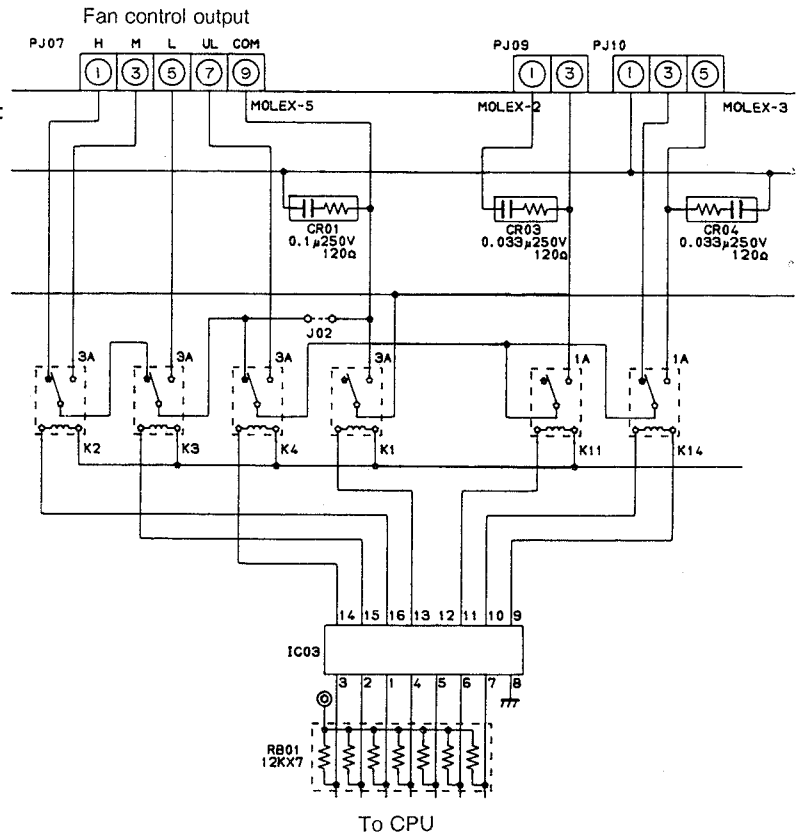 Fan control output
PJ07 H M L UL COM
1 3 5 7 9
MOLEX-5
PJ09
1 3
MOLEX-2
PJ10
1 3 5
MOLEX-3
CR01
0.1μ250V
120Ω
CR03
0.033μ250V
120Ω
CR04
0.033μ250V
120Ω
J02
3A 3A 3A 3A 1A 1A
K2 K3 K4 K1 K11 K14
14 15 16 13 12 11 10 9
IC03
3 2 1 4 5 6 7 8
RB01
12KX7
To CPU